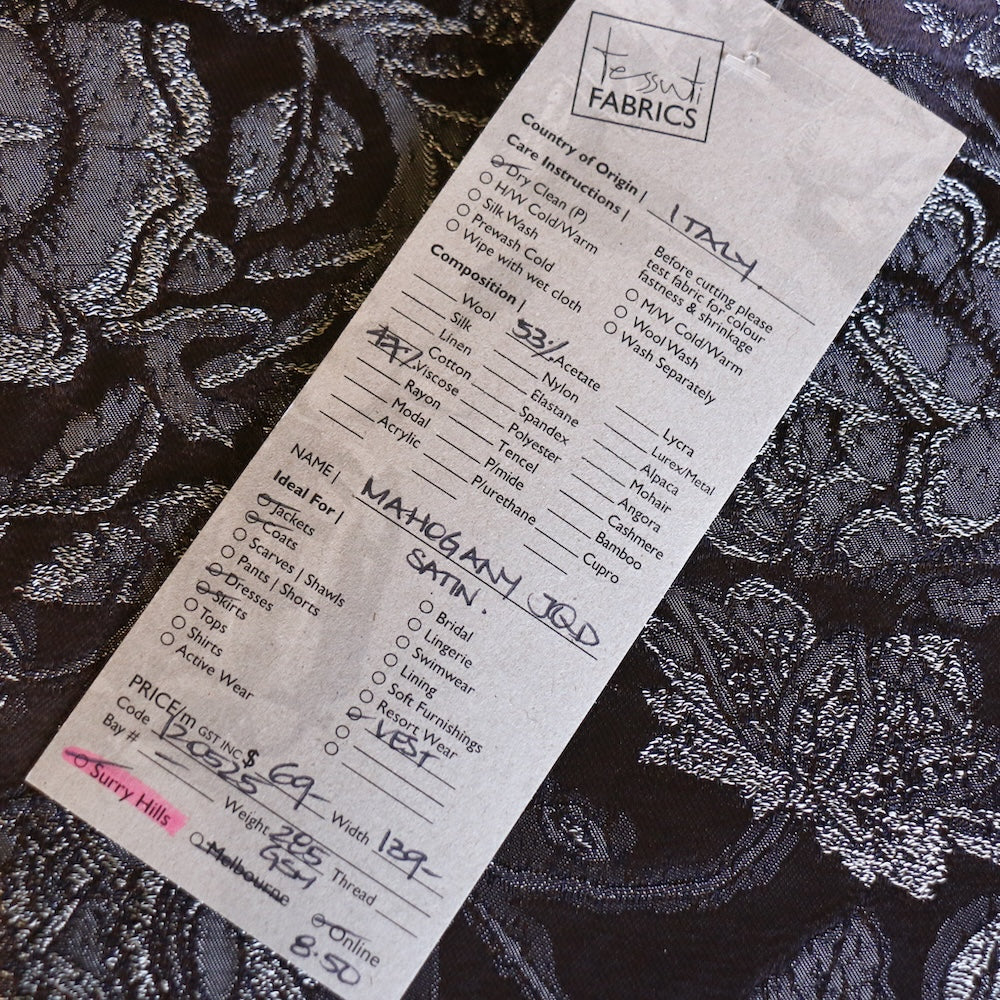 tessuti
FABRICS
Country of Origin | ITALY.
Care Instructions |
Dry Clean (P)
H/W Cold/Warm
Silk Wash
Prewash Cold
Wipe with wet cloth
Before cutting please
test fabric for colour
fastness & shrinkage
M/W Cold/Warm
Wool Wash
Wash Separately
Composition |
Wool
Silk
Linen
Cotton
47% Viscose
Rayon
Modal
Acrylic
53% Acetate
Nylon
Elastane
Spandex
Polyester
Tencel
P/mide
P/urethane
Lycra
Lurex/Metal
Alpaca
Mohair
Angora
Cashmere
Bamboo
Cupro
NAME | MAHOGANY JQD
SATIN.
Ideal For |
Jackets
Coats
Scarves | Shawls
Pants | Shorts
Dresses
Skirts
Tops
Shirts
Active Wear
Bridal
Lingerie
Swimwear
Lining
Soft Furnishings
Resort Wear
VEST
PRICE/m GST INC $ 69- Width 139-
Code 120525 Weight 205 Thread
GSM
Bay #
Surry Hills
Melbourne
Online
8.50